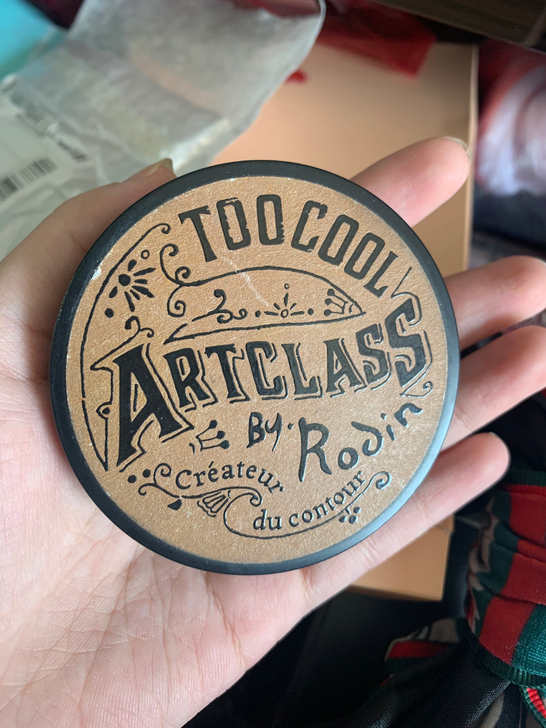 TOO COOL
ARTCLASS
By. Rodin
Créateur
du contour